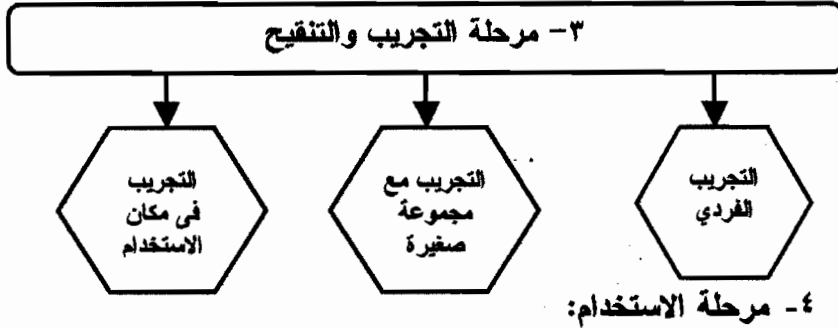 ٣- مرحلة التجريب والتنقيح
التجريب
الفردي
التجريب مع
مجموعة
صغيرة
التجريب
فى مكان
الاستخدام
٤- مرحلة الاستخدام: